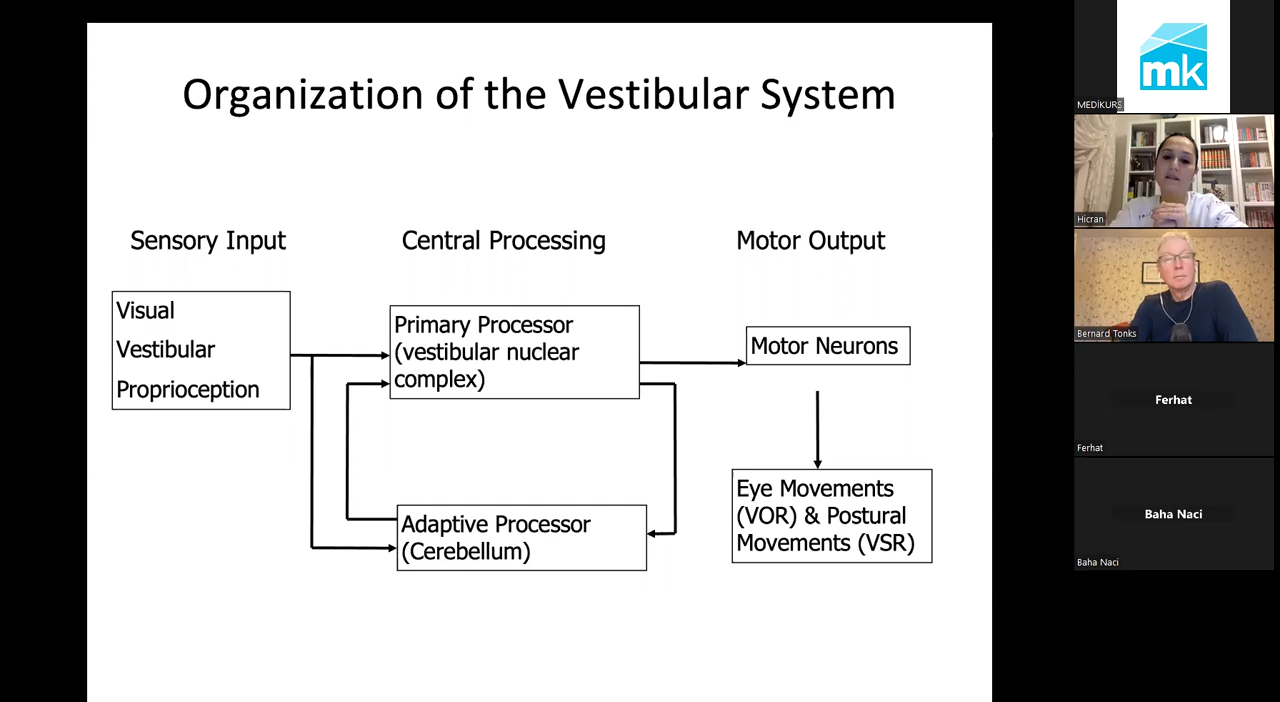 Organization of the Vestibular System
Sensory Input
Central Processing
Motor Output
Visual
Vestibular
Proprioception
Primary Processor
(vestibular nuclear
complex)
Motor Neurons
Adaptive Processor
(Cerebellum)
Eye Movements
(VOR) & Postural
Movements (VSR)
mk
MEDİKURS
Hicran
Bernard Tonks
Ferhat
Ferhat
Baha Naci
Baha Naci